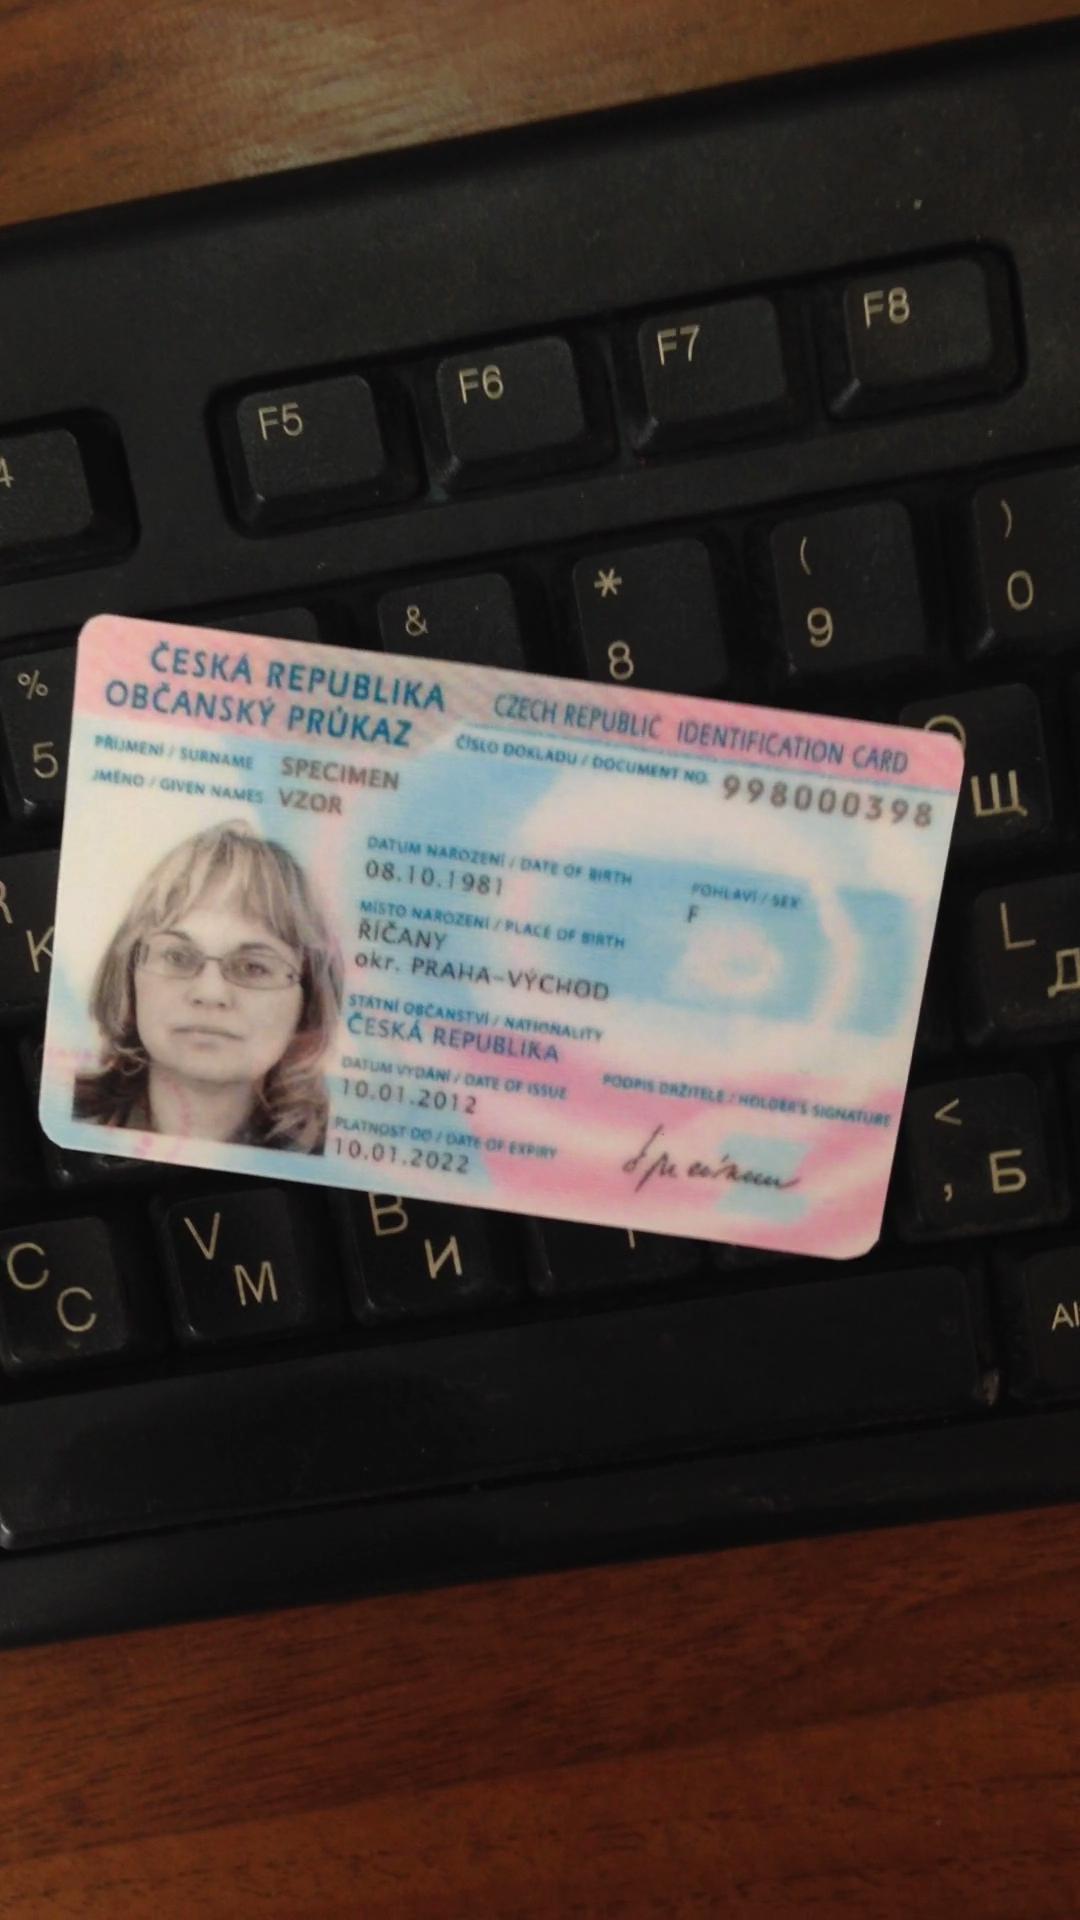 F5 F6 F7 F8
4
%
5
&
*
8
(
9
)
0
ČESKÁ REPUBLIKA
OBČANSKÝ PRŮKAZ
CZECH REPUBLIC IDENTIFICATION CARD
PŘÍJMENÍ / SURNAME SPECIMEN
JMÉNO / GIVEN NAMES VZOR
ČÍSLO DOKLADU / DOCUMENT NO. 998000398
DATUM NAROZENÍ / DATE OF BIRTH
08.10.1981
POHLAVÍ / SEX
F
MÍSTO NAROZENÍ / PLACE OF BIRTH
ŘÍČANY
okr. PRAHA-VÝCHOD
STÁTNÍ OBČANSTVÍ / NATIONALITY
ČESKÁ REPUBLIKA
DATUM VYDÁNÍ / DATE OF ISSUE
10.01.2012
PLATNOST DO / DATE OF EXPIRY
10.01.2022
PODPIS DRŽITELE / HOLDER'S SIGNATURE
Specimen
Щ
K
L
Д
<
, Б
C
С
V
М
B
И